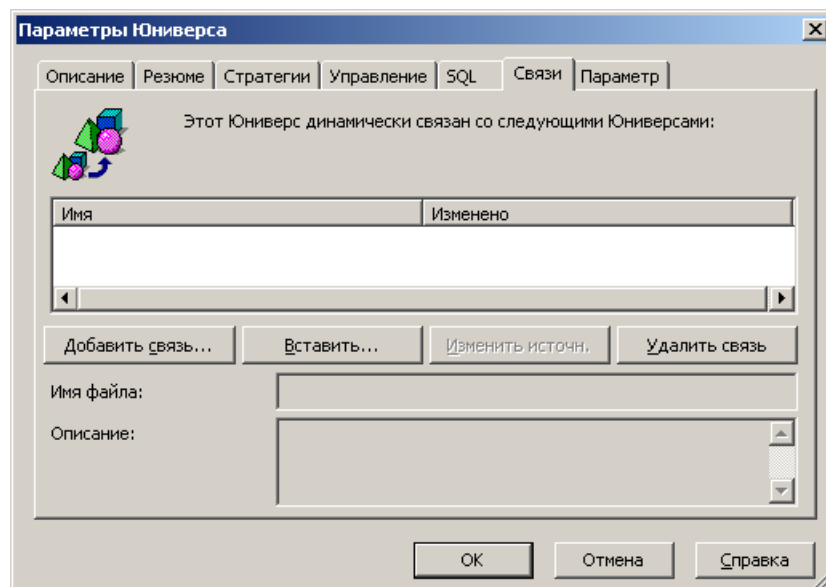 Параметры Юниверса
Описание Резюме Стратегии Управление SQL Связи Параметр
Этот Юниверс динамически связан со следующими Юниверсами:
Имя Изменено
Добавить связь... Вставить... Изменить источн. Удалить связь
Имя файла:
Описание:
OK Отмена Справка